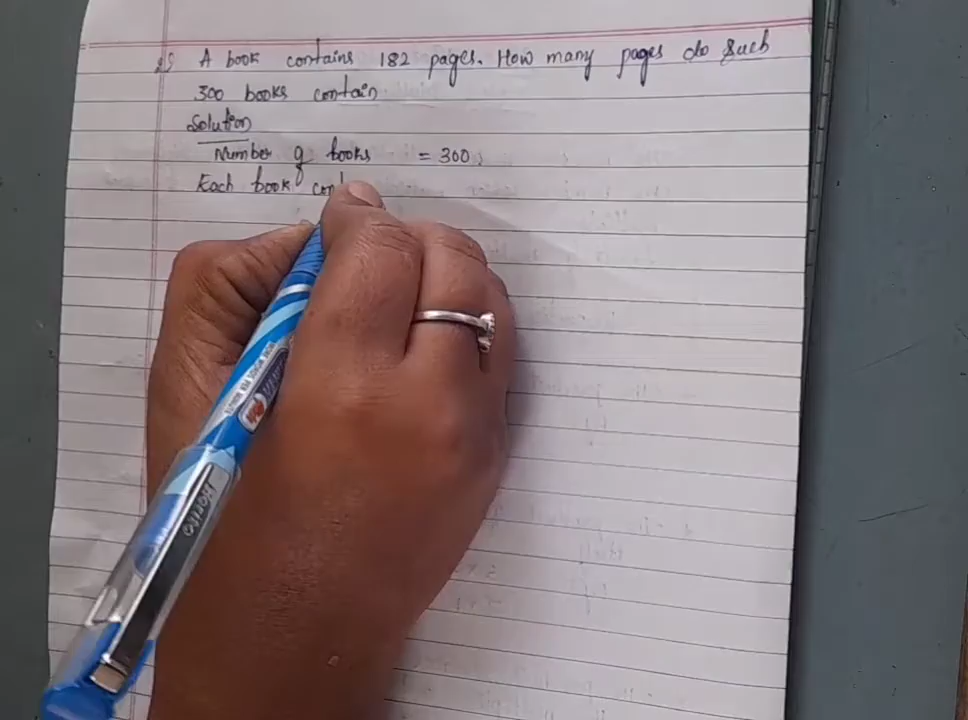 A book contains 182 pages. How many pages do such
300 books contain
Solution
Number of books = 300
Each book cont